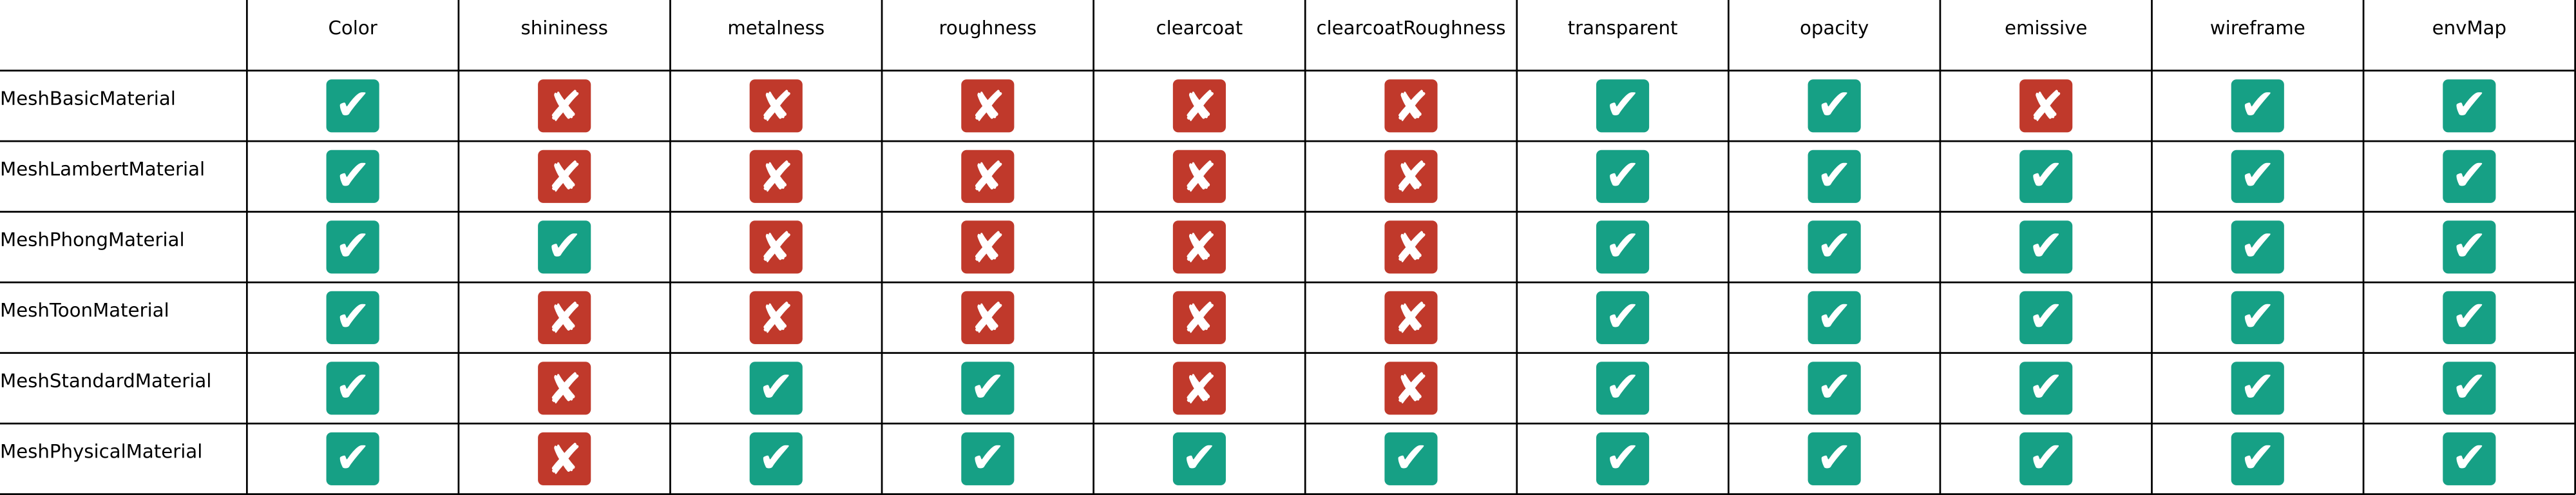 Color shininess metalness roughness clearcoat clearcoatRoughness transparent opacity emissive wireframe envMap
MeshBasicMaterial ✔ ✘ ✘ ✘ ✘ ✘ ✔ ✔ ✘ ✔ ✔
MeshLambertMaterial ✔ ✘ ✘ ✘ ✘ ✘ ✔ ✔ ✔ ✔ ✔
MeshPhongMaterial ✔ ✔ ✘ ✘ ✘ ✘ ✔ ✔ ✔ ✔ ✔
MeshToonMaterial ✔ ✘ ✘ ✘ ✘ ✘ ✔ ✔ ✔ ✔ ✔
MeshStandardMaterial ✔ ✘ ✔ ✔ ✘ ✘ ✔ ✔ ✔ ✔ ✔
MeshPhysicalMaterial ✔ ✘ ✔ ✔ ✔ ✔ ✔ ✔ ✔ ✔ ✔